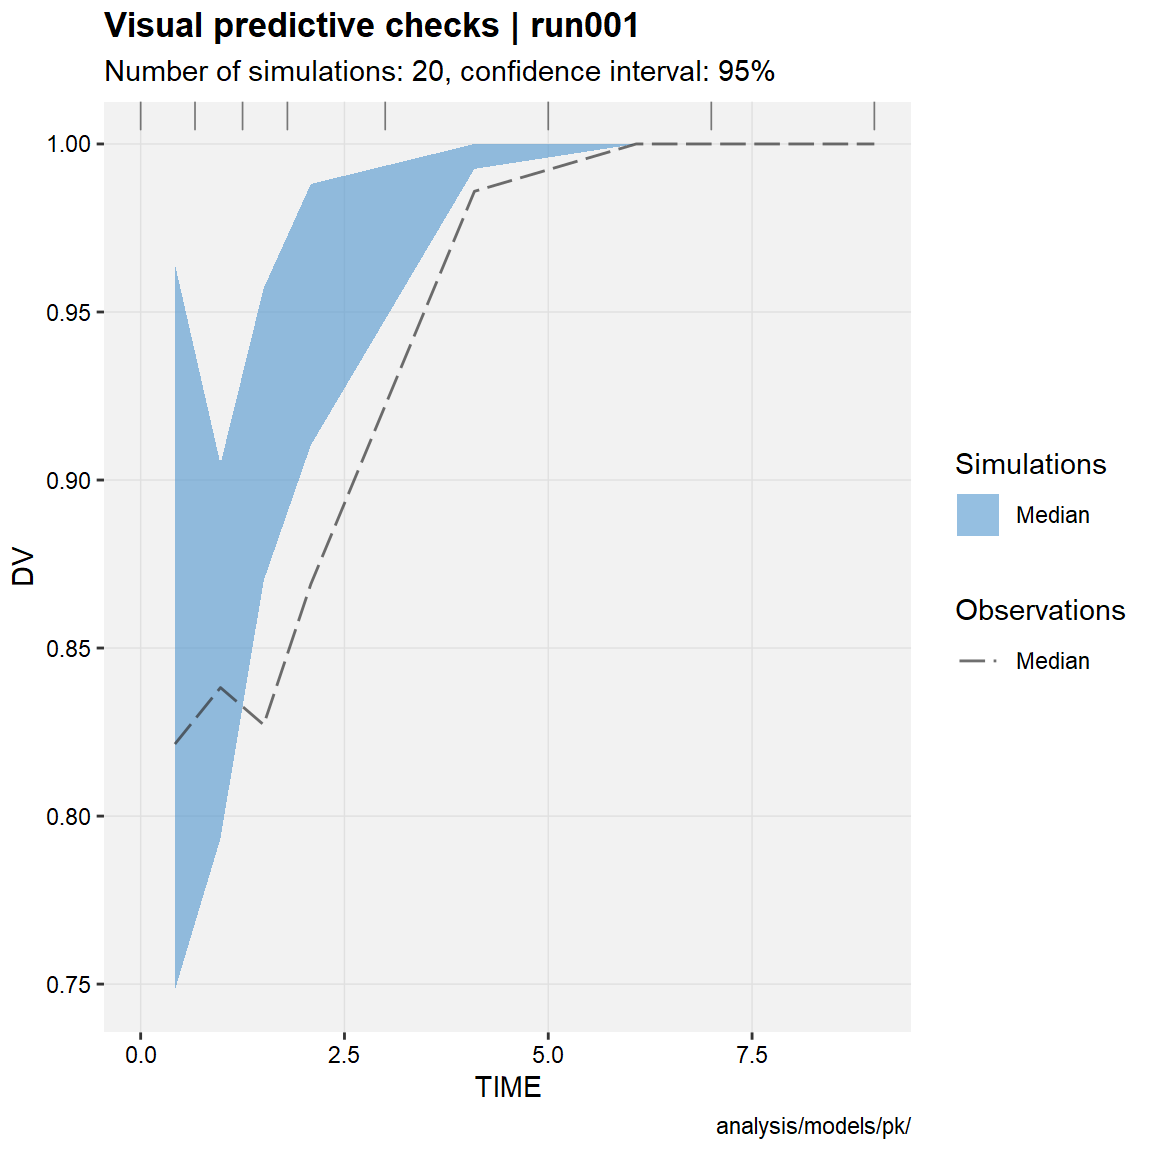 Visual predictive checks | run001
Number of simulations: 20, confidence interval: 95%
1.00
0.95
0.90
0.85
0.80
0.75
DV
0.0
2.5
5.0
7.5
TIME
Simulations
Median
Observations
Median
analysis/models/pk/